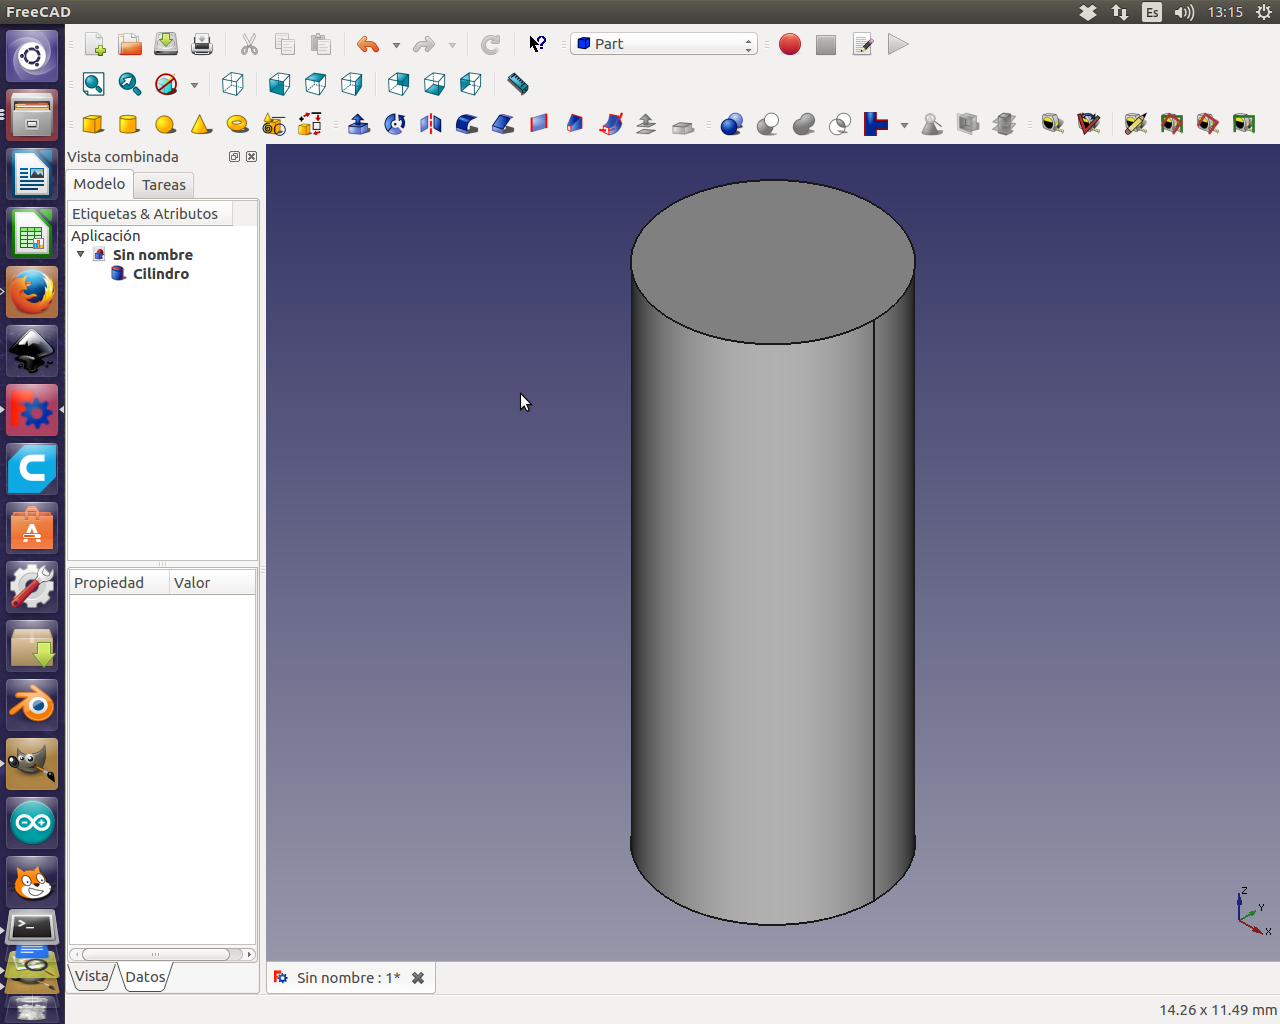 FreeCAD
Es
13:15
Part
Vista combinada
Modelo
Tareas
Etiquetas & Atributos
Aplicación
Sin nombre
Cilindro
Propiedad
Valor
Vista
Datos
Sin nombre : 1*
Z
Y
X
14.26 x 11.49 mm